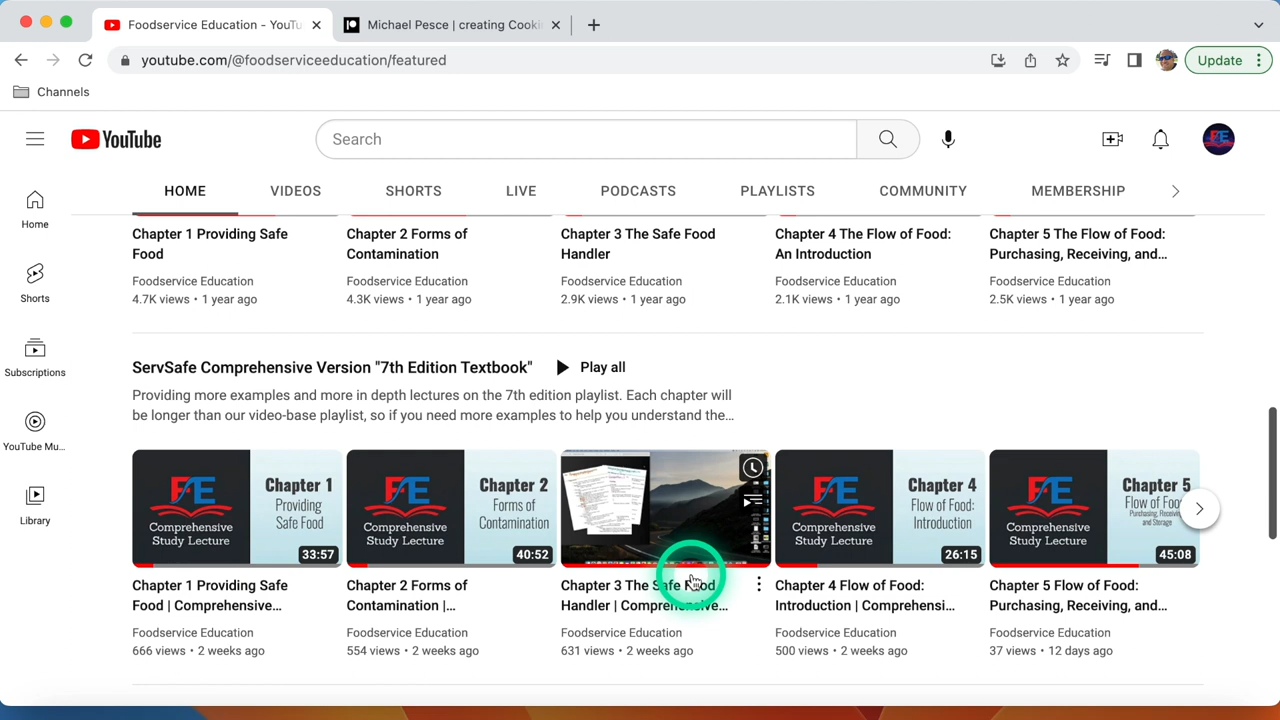 Foodservice Education - YouTu
Michael Pesce | creating Cookin
youtube.com/@foodserviceeducation/featured
Update
Channels
YouTube
Search
HOME
VIDEOS
SHORTS
LIVE
PODCASTS
PLAYLISTS
COMMUNITY
MEMBERSHIP
Home
Shorts
Subscriptions
YouTube Mu...
Library
Chapter 1 Providing Safe
Food
Foodservice Education
4.7K views • 1 year ago
Chapter 2 Forms of
Contamination
Foodservice Education
4.3K views • 1 year ago
Chapter 3 The Safe Food
Handler
Foodservice Education
2.9K views • 1 year ago
Chapter 4 The Flow of Food:
An Introduction
Foodservice Education
2.1K views • 1 year ago
Chapter 5 The Flow of Food:
Purchasing, Receiving, and...
Foodservice Education
2.5K views • 1 year ago
ServSafe Comprehensive Version "7th Edition Textbook"
Play all
Providing more examples and more in depth lectures on the 7th edition playlist. Each chapter will
be longer than our video-base playlist, so if you need more examples to help you understand the...
FE
Comprehensive
Study Lecture
Chapter 1
Providing
Safe Food
33:57
FE
Comprehensive
Study Lecture
Chapter 2
Forms of
Contamination
40:52
FE
Comprehensive
Study Lecture
Chapter 4
Flow of Food:
Introduction
26:15
FE
Comprehensive
Study Lecture
Chapter 5
Flow of Food:
Purchasing, Receiving,
and Storage
45:08
Chapter 1 Providing Safe
Food | Comprehensive...
Foodservice Education
666 views • 2 weeks ago
Chapter 2 Forms of
Contamination |...
Foodservice Education
554 views • 2 weeks ago
Chapter 3 The Safe Food
Handler | Comprehensive...
Foodservice Education
631 views • 2 weeks ago
Chapter 4 Flow of Food:
Introduction | Comprehensi...
Foodservice Education
500 views • 2 weeks ago
Chapter 5 Flow of Food:
Purchasing, Receiving, and...
Foodservice Education
37 views • 12 days ago